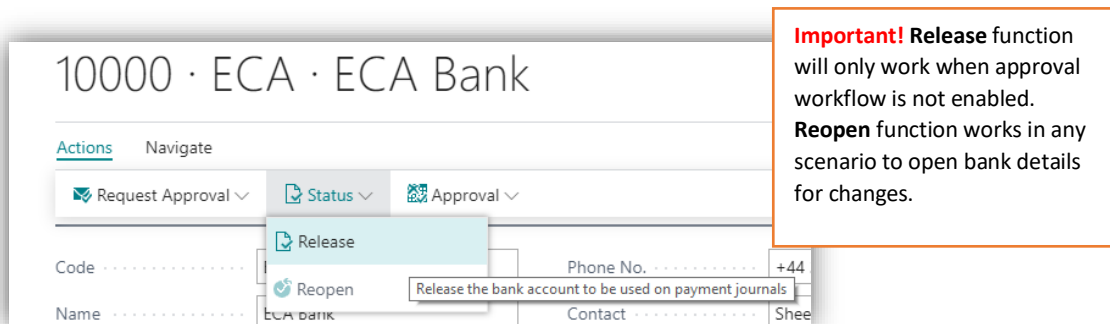 10000 · ECA · ECA Bank
Actions Navigate
Request Approval Status Approval
Release
Reopen
Release the bank account to be used on payment journals
Code
Phone No. +44
Name ECA Bank
Contact Shee
Important! Release function
will only work when approval
workflow is not enabled.
Reopen function works in any
scenario to open bank details
for changes.